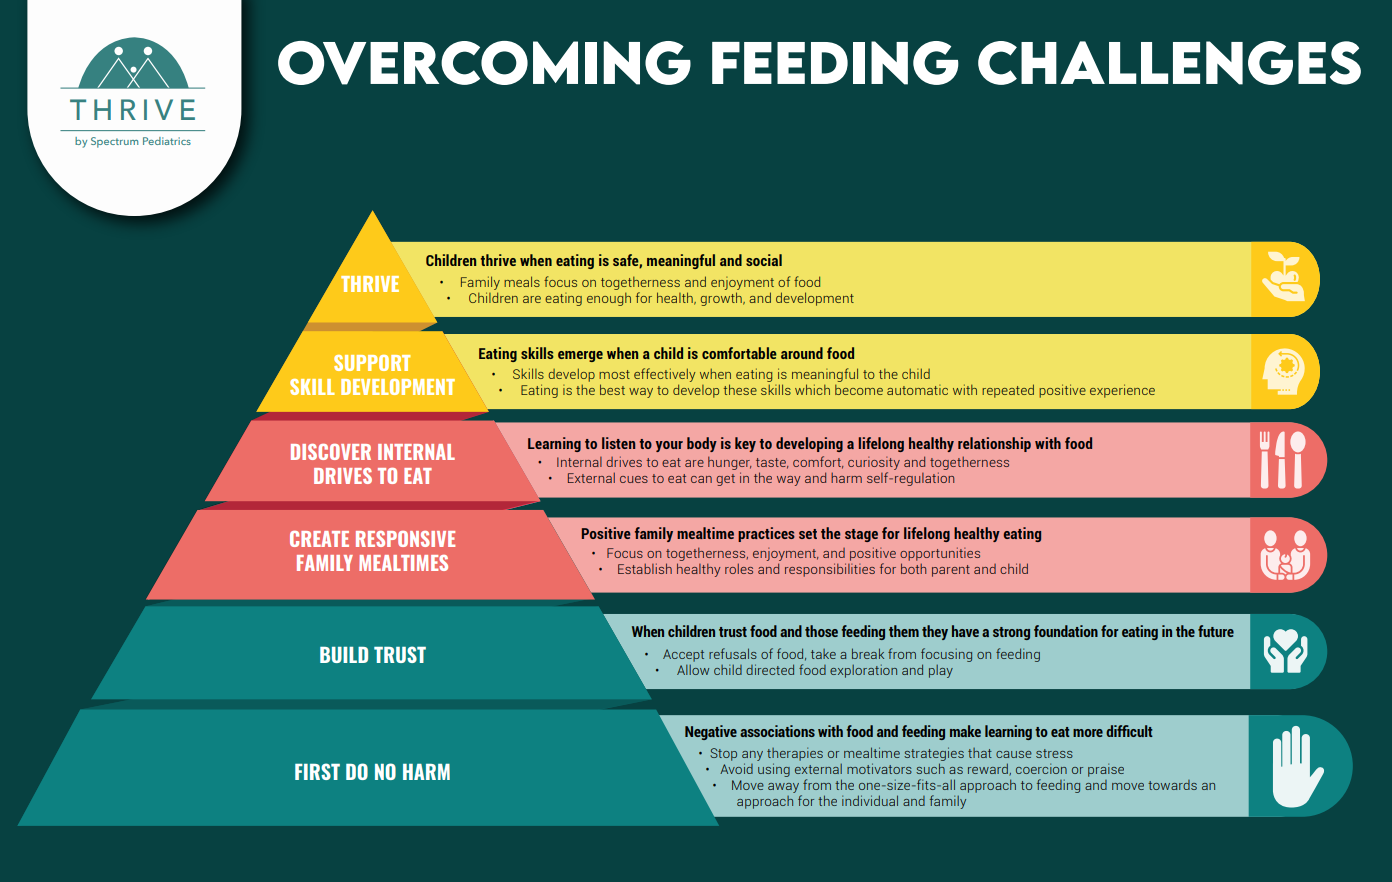 THRIVE
by Spectrum Pediatrics
OVERCOMING FEEDING CHALLENGES
THRIVE
Children thrive when eating is safe, meaningful and social
• Family meals focus on togetherness and enjoyment of food
• Children are eating enough for health, growth, and development
SUPPORT
SKILL DEVELOPMENT
Eating skills emerge when a child is comfortable around food
• Skills develop most effectively when eating is meaningful to the child
• Eating is the best way to develop these skills which become automatic with repeated positive experience
DISCOVER INTERNAL
DRIVES TO EAT
Learning to listen to your body is key to developing a lifelong healthy relationship with food
• Internal drives to eat are hunger, taste, comfort, curiosity and togetherness
• External cues to eat can get in the way and harm self-regulation
CREATE RESPONSIVE
FAMILY MEALTIMES
Positive family mealtime practices set the stage for lifelong healthy eating
• Focus on togetherness, enjoyment, and positive opportunities
• Establish healthy roles and responsibilities for both parent and child
BUILD TRUST
When children trust food and those feeding them they have a strong foundation for eating in the future
• Accept refusals of food, take a break from focusing on feeding
• Allow child directed food exploration and play
FIRST DO NO HARM
Negative associations with food and feeding make learning to eat more difficult
• Stop any therapies or mealtime strategies that cause stress
• Avoid using external motivators such as reward, coercion or praise
• Move away from the one-size-fits-all approach to feeding and move towards an
approach for the individual and family